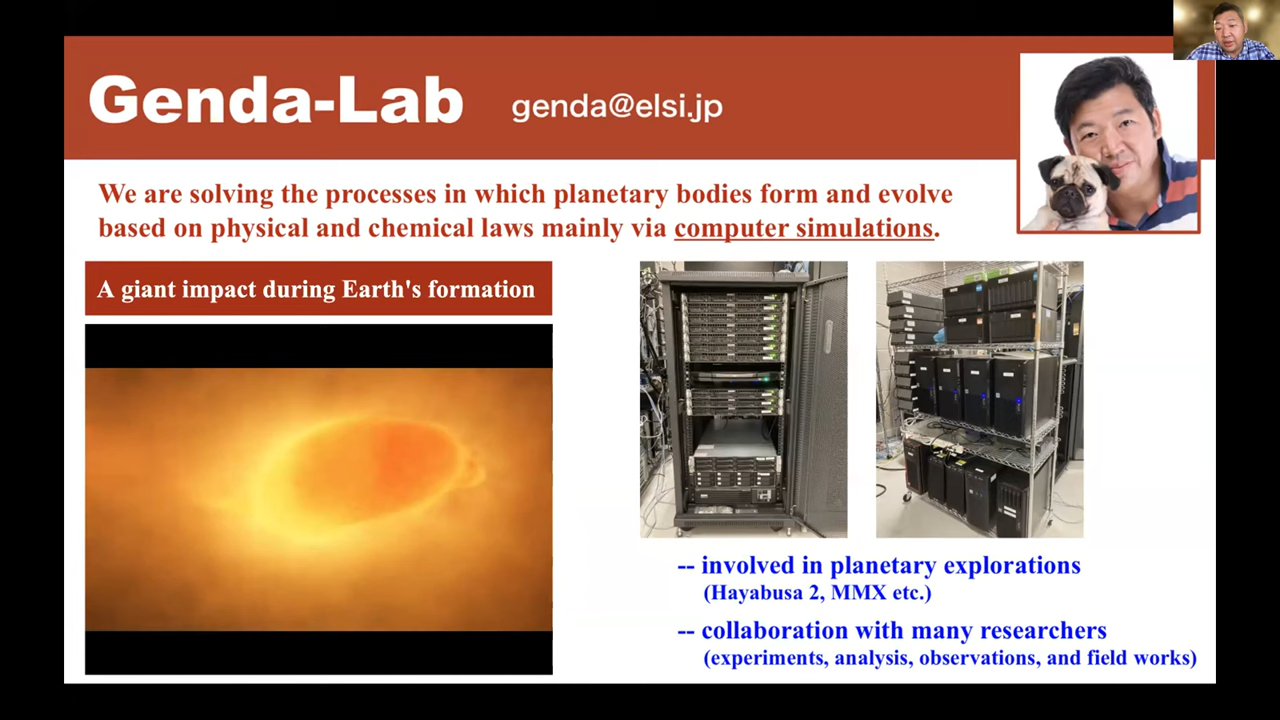 Genda-Lab
genda@elsi.jp
We are solving the processes in which planetary bodies form and evolve
based on physical and chemical laws mainly via computer simulations.
A giant impact during Earth's formation
-- involved in planetary explorations
(Hayabusa 2, MMX etc.)
-- collaboration with many researchers
(experiments, analysis, observations, and field works)